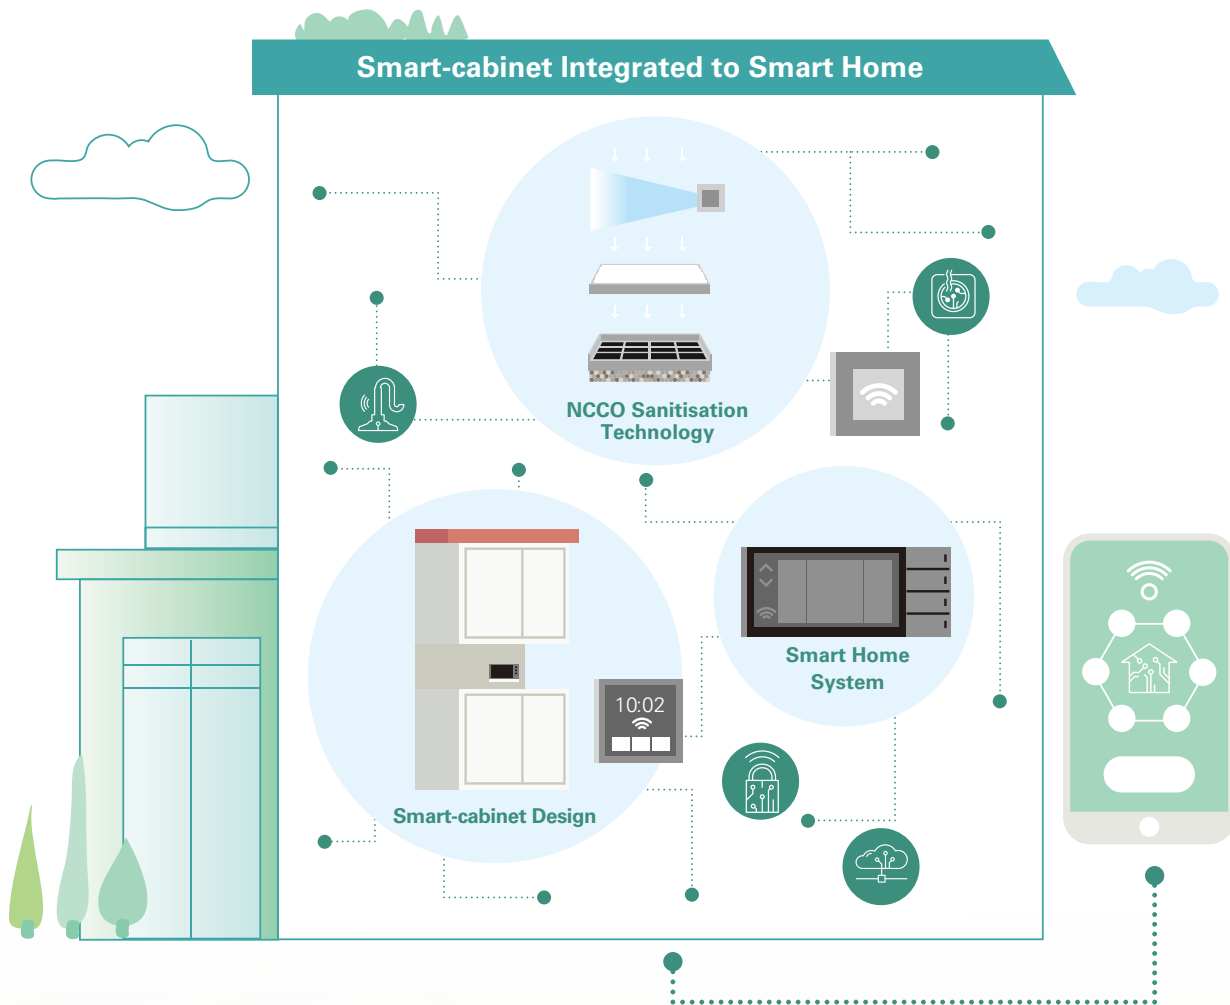 Smart-cabinet Integrated to Smart Home
NCCO Sanitisation
Technology
Smart Home
System
10:02
Smart-cabinet Design